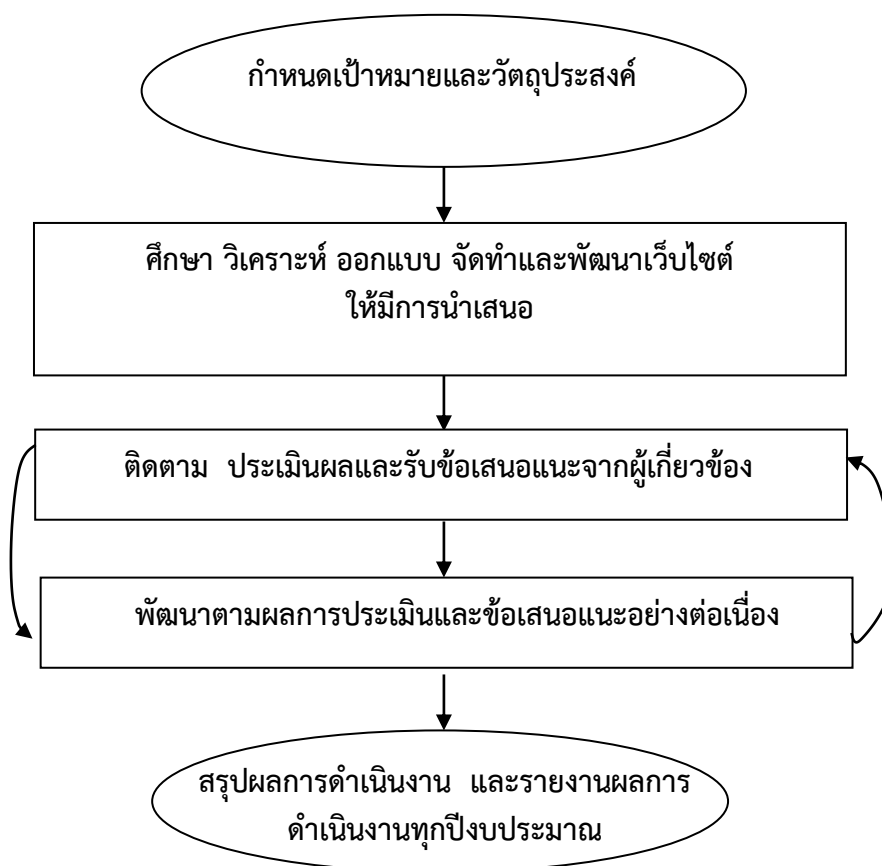 กำหนดเป้าหมายและวัตถุประสงค์
ศึกษา วิเคราะห์ ออกแบบ จัดทำและพัฒนาเว็บไซต์
ให้มีการนำเสนอ
ติดตาม ประเมินผลและรับข้อเสนอแนะจากผู้เกี่ยวข้อง
พัฒนาตามผลการประเมินและข้อเสนอแนะอย่างต่อเนื่อง
สรุปผลการดำเนินงาน และรายงานผลการ
ดำเนินงานทุกปีงบประมาณ